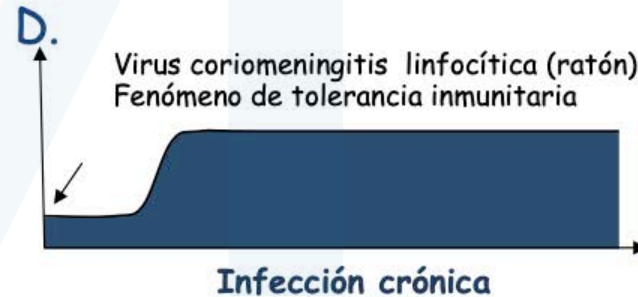 D.
Virus coriomeningitis linfocítica (ratón)
Fenómeno de tolerancia inmunitaria
Infección crónica